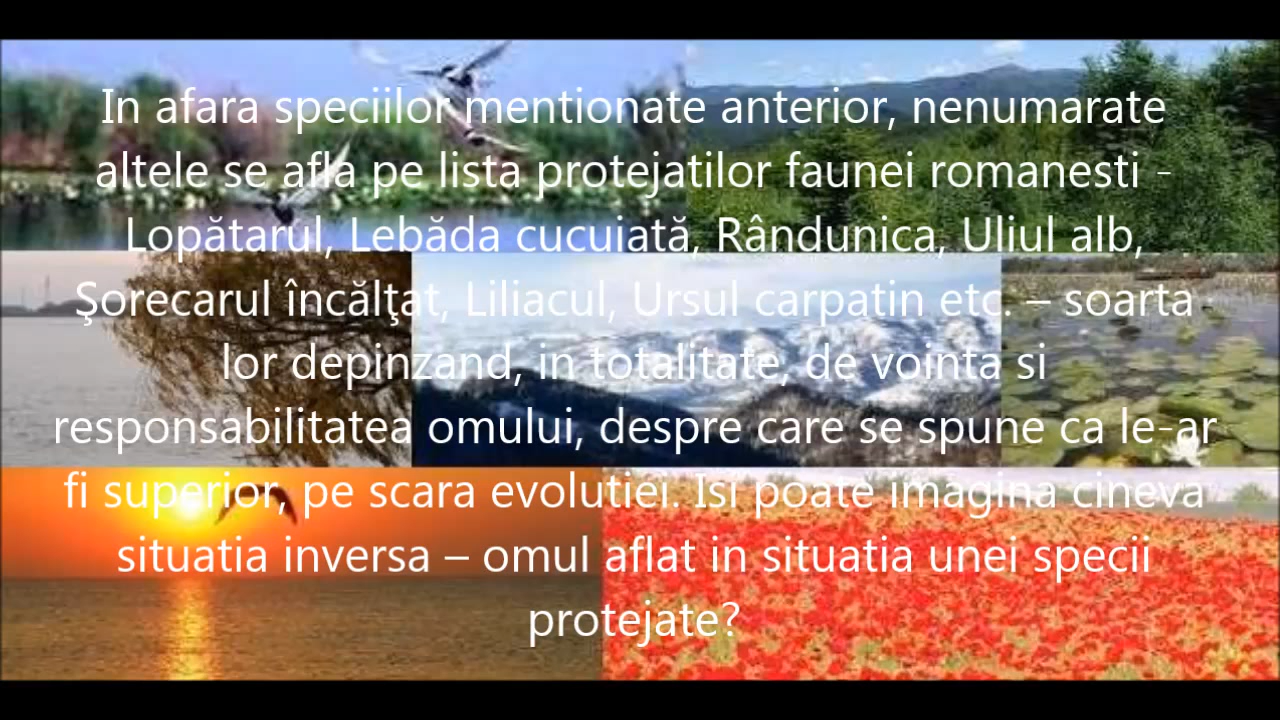 In afara speciilor mentionate anterior, nenumarate
altele se afla pe lista protejatilor faunei romanesti -
Lopătarul, Lebăda cucuiată, Rândunica, Uliul alb,
Şorecarul încălţat, Liliacul, Ursul carpatin etc. – soarta
lor depinzand, in totalitate, de vointa si
responsabilitatea omului, despre care se spune ca le-ar
fi superior, pe scara evolutiei. Isi poate imagina cineva
situatia inversa – omul aflat in situatia unei specii
protejate?